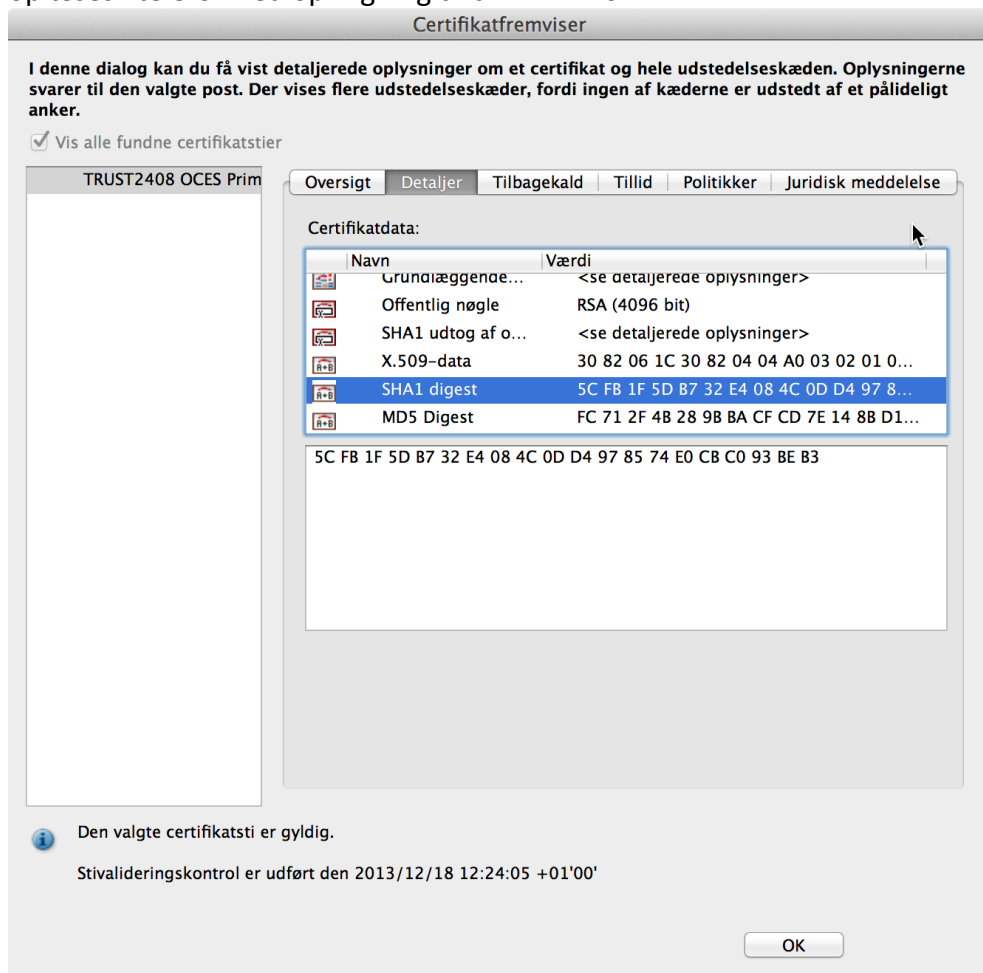 Certifikatfremviser
I denne dialog kan du få vist detaljerede oplysninger om et certifikat og hele udstedelseskæden. Oplysningerne
svarer til den valgte post. Der vises flere udstedelseskæder, fordi ingen af kæderne er udstedt af et pålideligt
anker.
Vis alle fundne certifikatstier
TRUST2408 OCES Prim
Oversigt Detaljer Tilbagekald Tillid Politikker Juridisk meddelelse
Certifikatdata:
Navn Værdi
Grundlæggende... <se detaljerede oplysninger>
Offentlig nøgle RSA (4096 bit)
SHA1 udtog af o... <se detaljerede oplysninger>
X.509-data 30 82 06 1C 30 82 04 04 A0 03 02 01 0...
SHA1 digest 5C FB 1F 5D B7 32 E4 08 4C 0D D4 97 8...
MD5 Digest FC 71 2F 4B 28 9B BA CF CD 7E 14 8B D1...
5C FB 1F 5D B7 32 E4 08 4C 0D D4 97 85 74 E0 CB C0 93 BE B3
Den valgte certifikatsti er gyldig.
Stivalideringskontrol er udført den 2013/12/18 12:24:05 +01'00'
OK